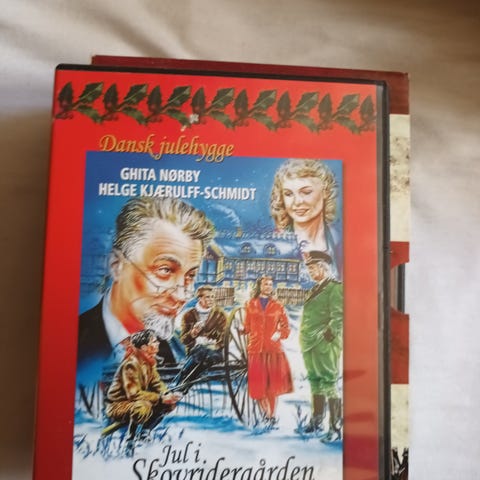 Dansk julehygge
GHITA NØRBY
HELGE KJÆRULFF-SCHMIDT
Jul i
Skovridergården